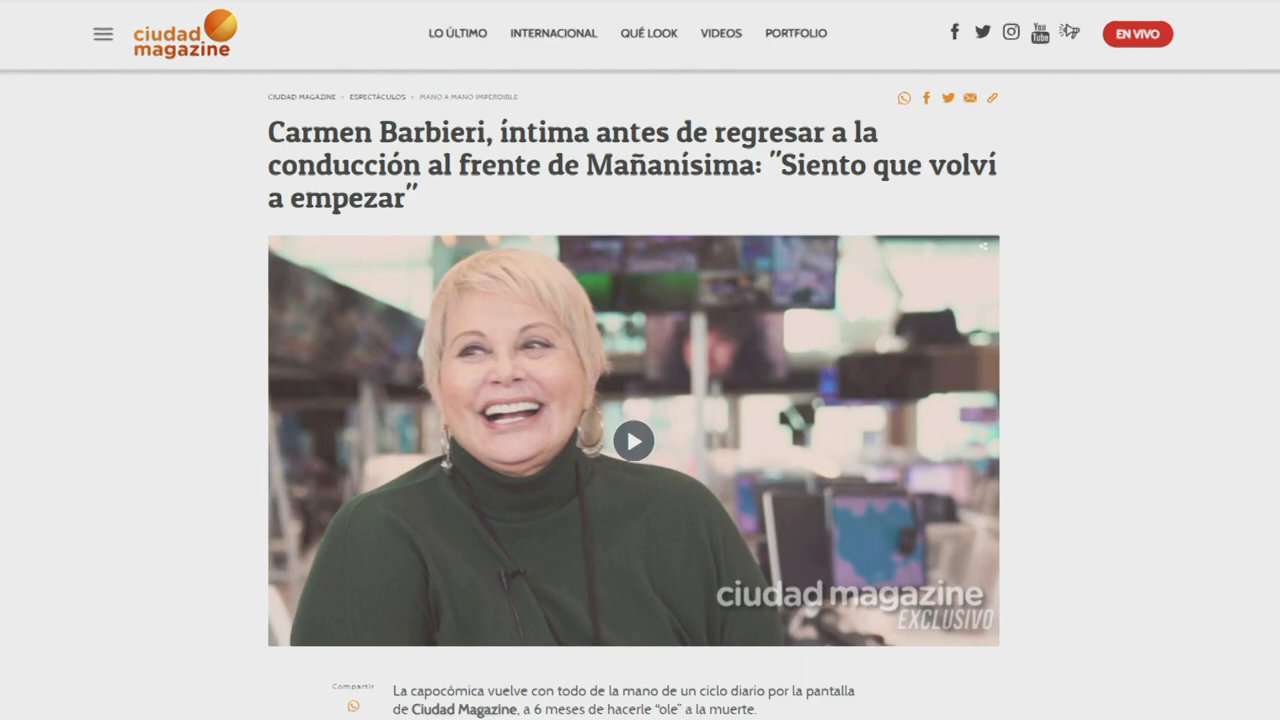 ciudad
magazine
LO ÚLTIMO INTERNACIONAL QUÉ LOOK VIDEOS PORTFOLIO
You
Tube
EN VIVO
CIUDAD MAGAZINE > ESPECTÁCULOS > MANO A MANO IMPERDIBLE
Carmen Barbieri, íntima antes de regresar a la
conducción al frente de Mañanísima: "Siento que volví
a empezar"
ciudad magazine
EXCLUSIVO
Compartir
La capocómica vuelve con todo de la mano de un ciclo diario por la pantalla
de Ciudad Magazine, a 6 meses de hacerle “ole” a la muerte.